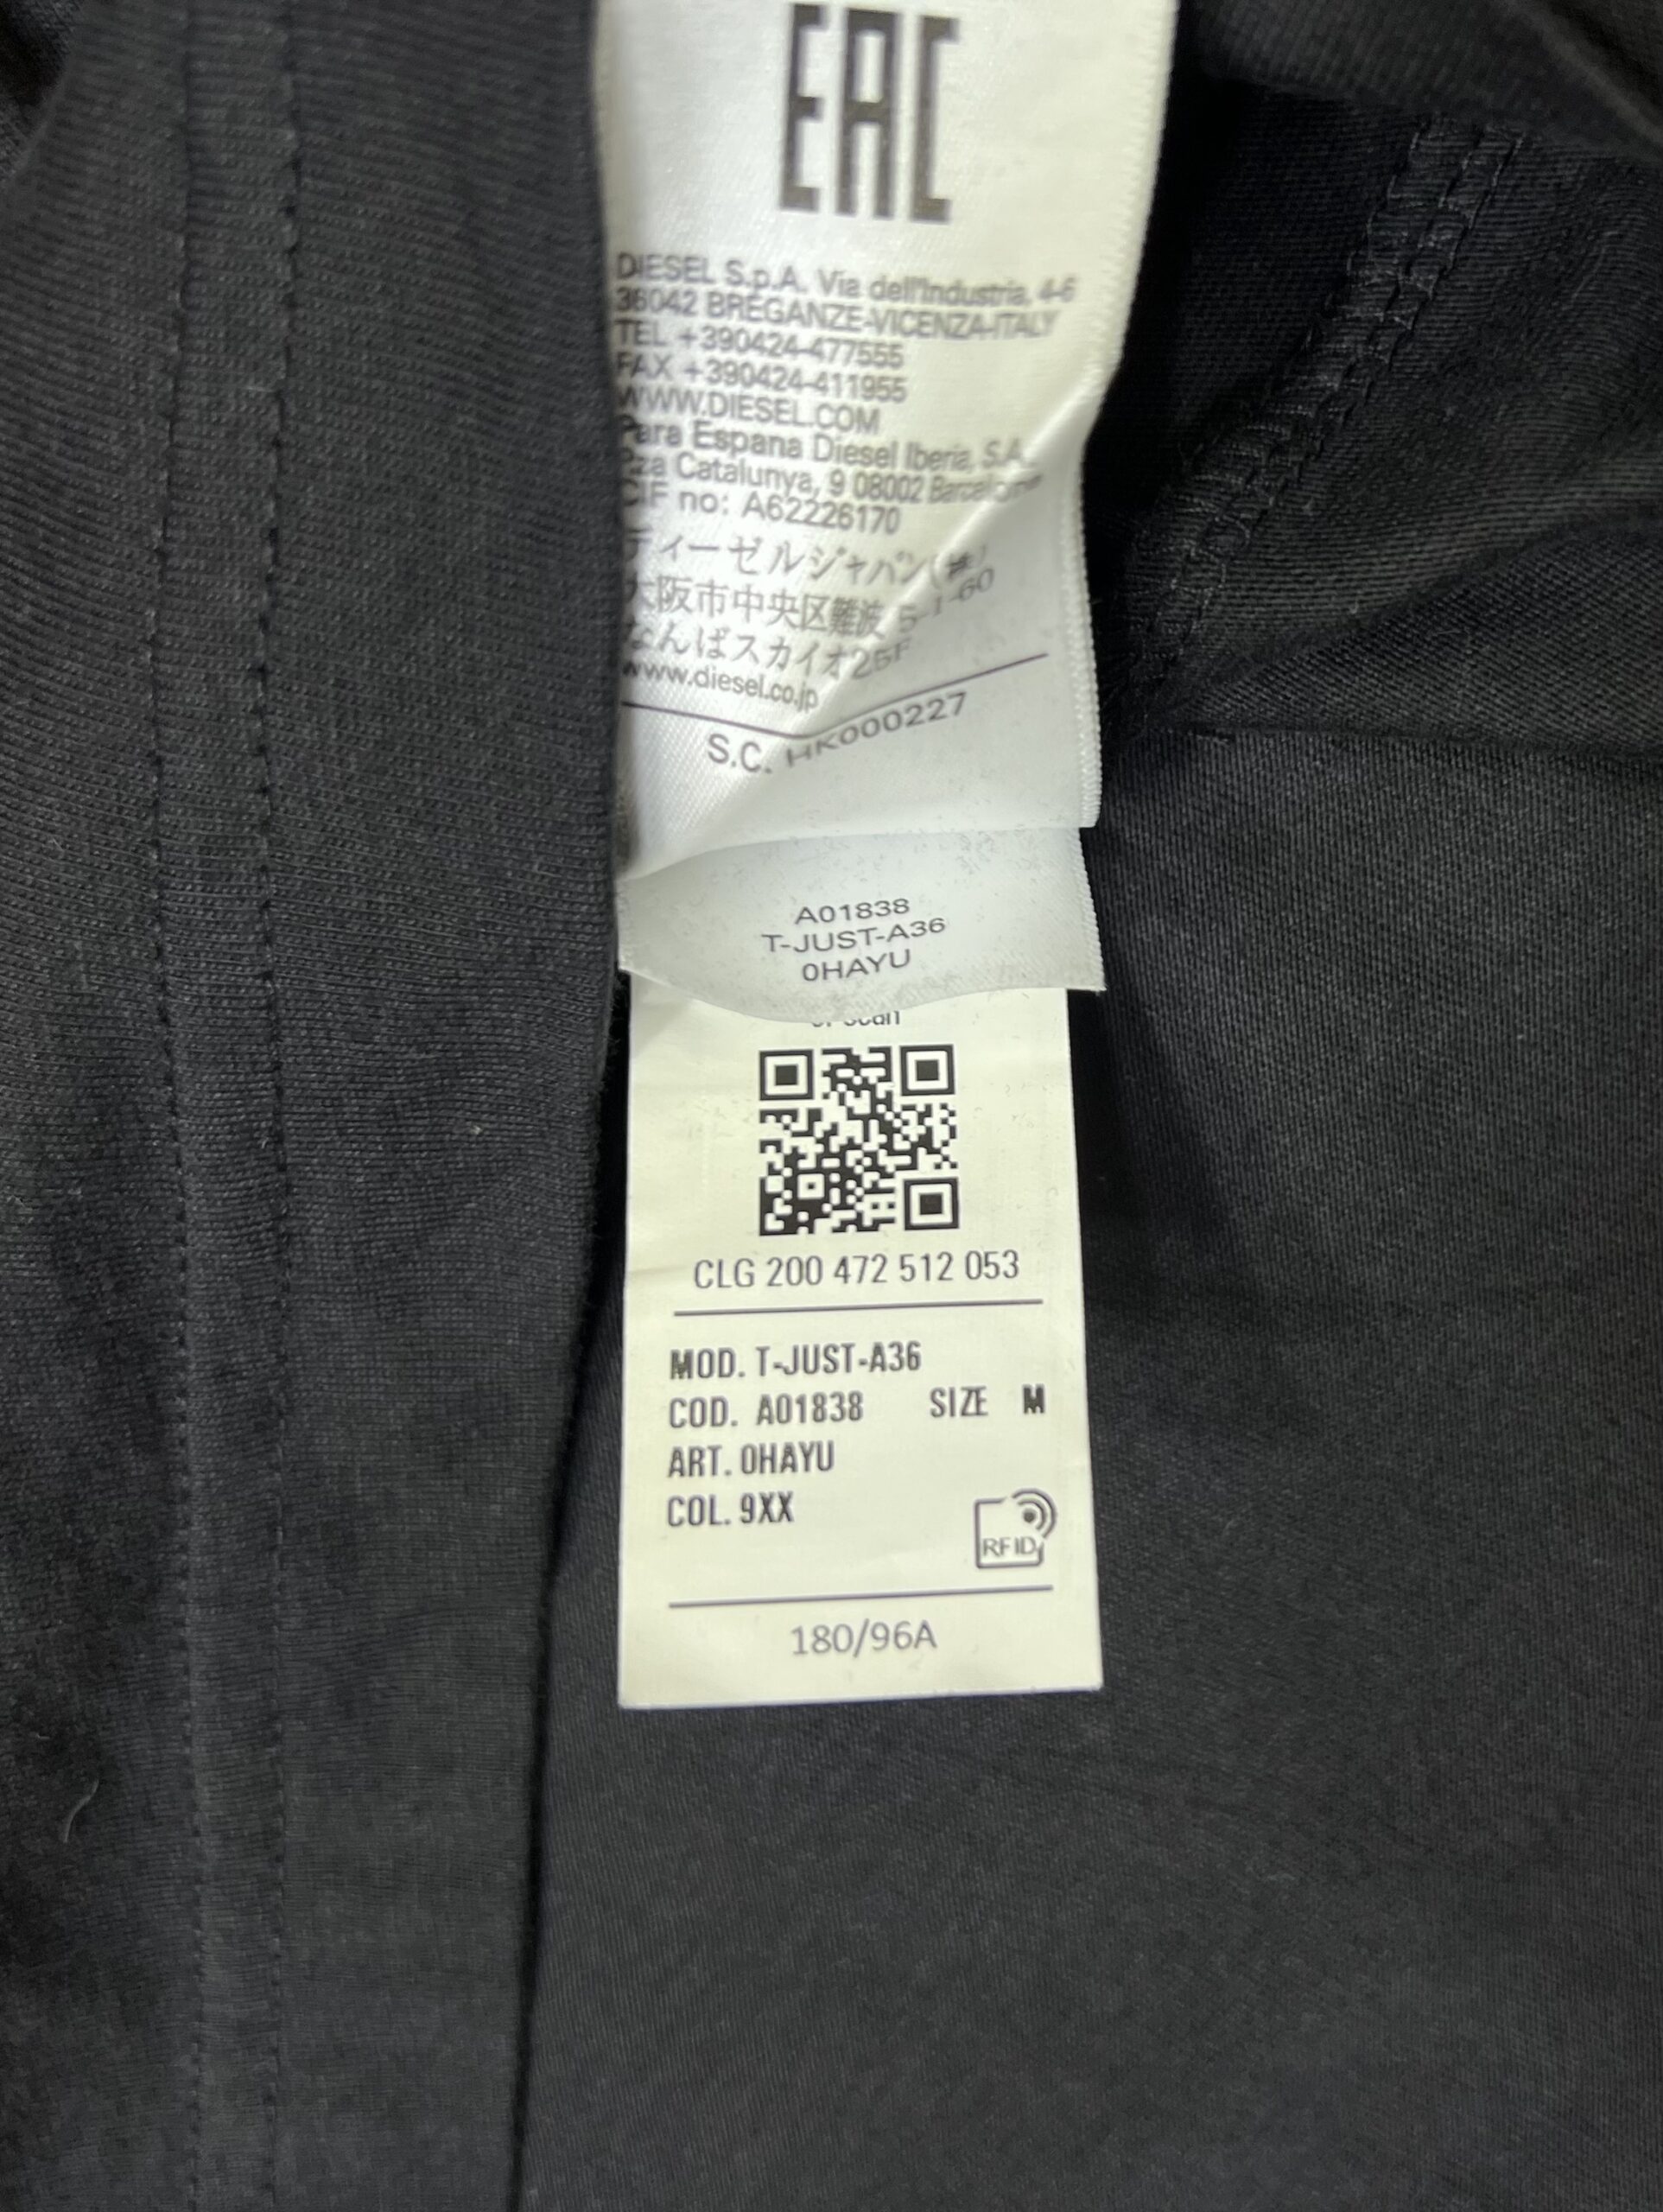 EAC
DIESEL S.p.A. Via dell'Industria, 4-6
36042 BREGANZE-VICENZA-ITALY
TEL +390424-477555
FAX +390424-411955
WWW.DIESEL.COM
Para Espana Diesel Iberia, S.A.
Pza Catalunya, 9 08002 Barcelona
CIF no: A62226170
ディーゼルジャパン(株)
大阪市中央区難波 5-1-60
なんばスカイオ26F
www.diesel.co.jp
S.C. HK000227
A01838
T-JUST-A36
0HAYU
or scan
CLG 200 472 512 053
MOD. T-JUST-A36
COD. A01838 SIZE M
ART. 0HAYU
COL. 9XX
RFID
180/96A